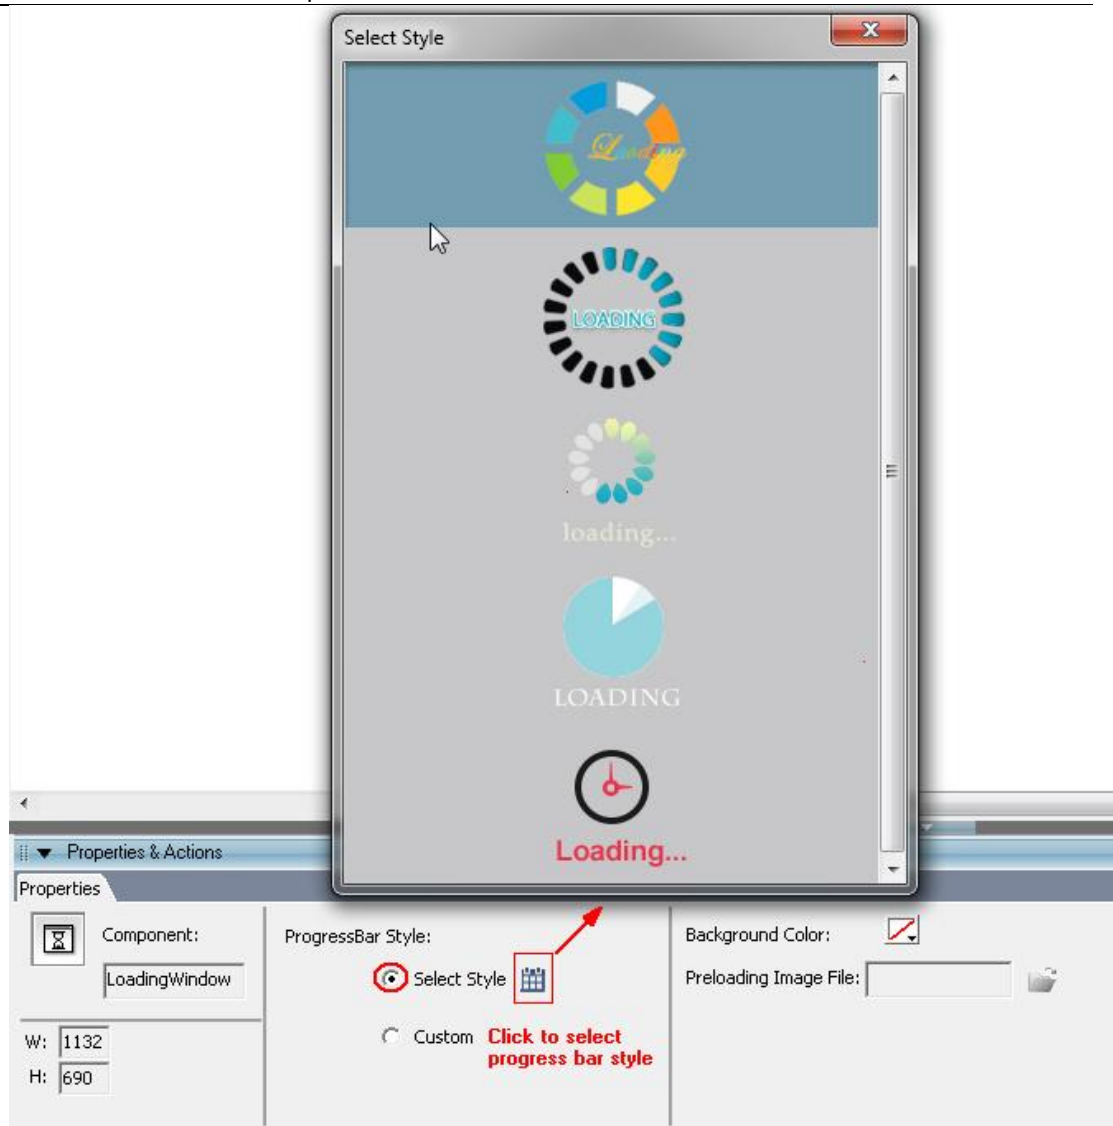 Select Style
Loading
LOADING
loading...
LOADING
Loading...
Properties & Actions
Properties
Component:
LoadingWindow
W: 1132
H: 690
ProgressBar Style:
Select Style
Custom
Click to select
progress bar style
Background Color:
Preloading Image File: